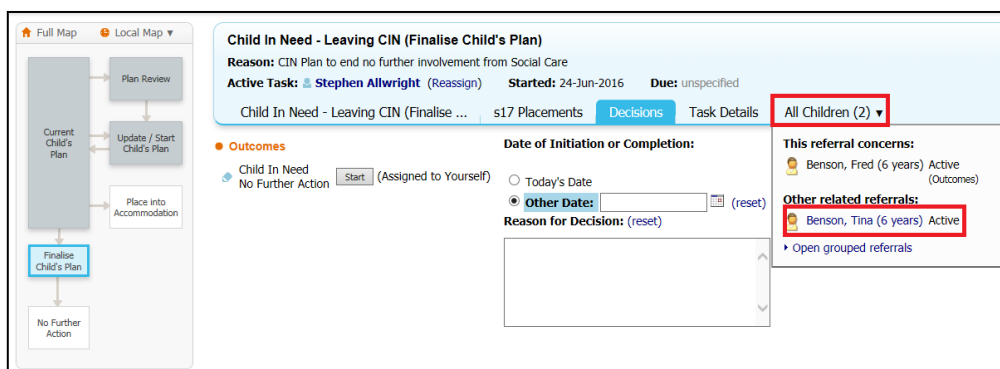 Full Map
Local Map ▼
Current
Child's
Plan
Plan Review
Update / Start
Child's Plan
Place into
Accommodation
Finalise
Child's Plan
No Further
Action
Child In Need - Leaving CIN (Finalise Child's Plan)
Reason: CIN Plan to end no further involvement from Social Care
Active Task: Stephen Allwright (Reassign) Started: 24-Jun-2016 Due: unspecified
Child In Need - Leaving CIN (Finalise ... s17 Placements Decisions Task Details All Children (2) ▼
Outcomes
Child In Need
No Further Action Start (Assigned to Yourself)
Date of Initiation or Completion:
Today's Date
Other Date: (reset)
Reason for Decision: (reset)
This referral concerns:
Benson, Fred (6 years) Active
(Outcomes)
Other related referrals:
Benson, Tina (6 years) Active
Open grouped referrals